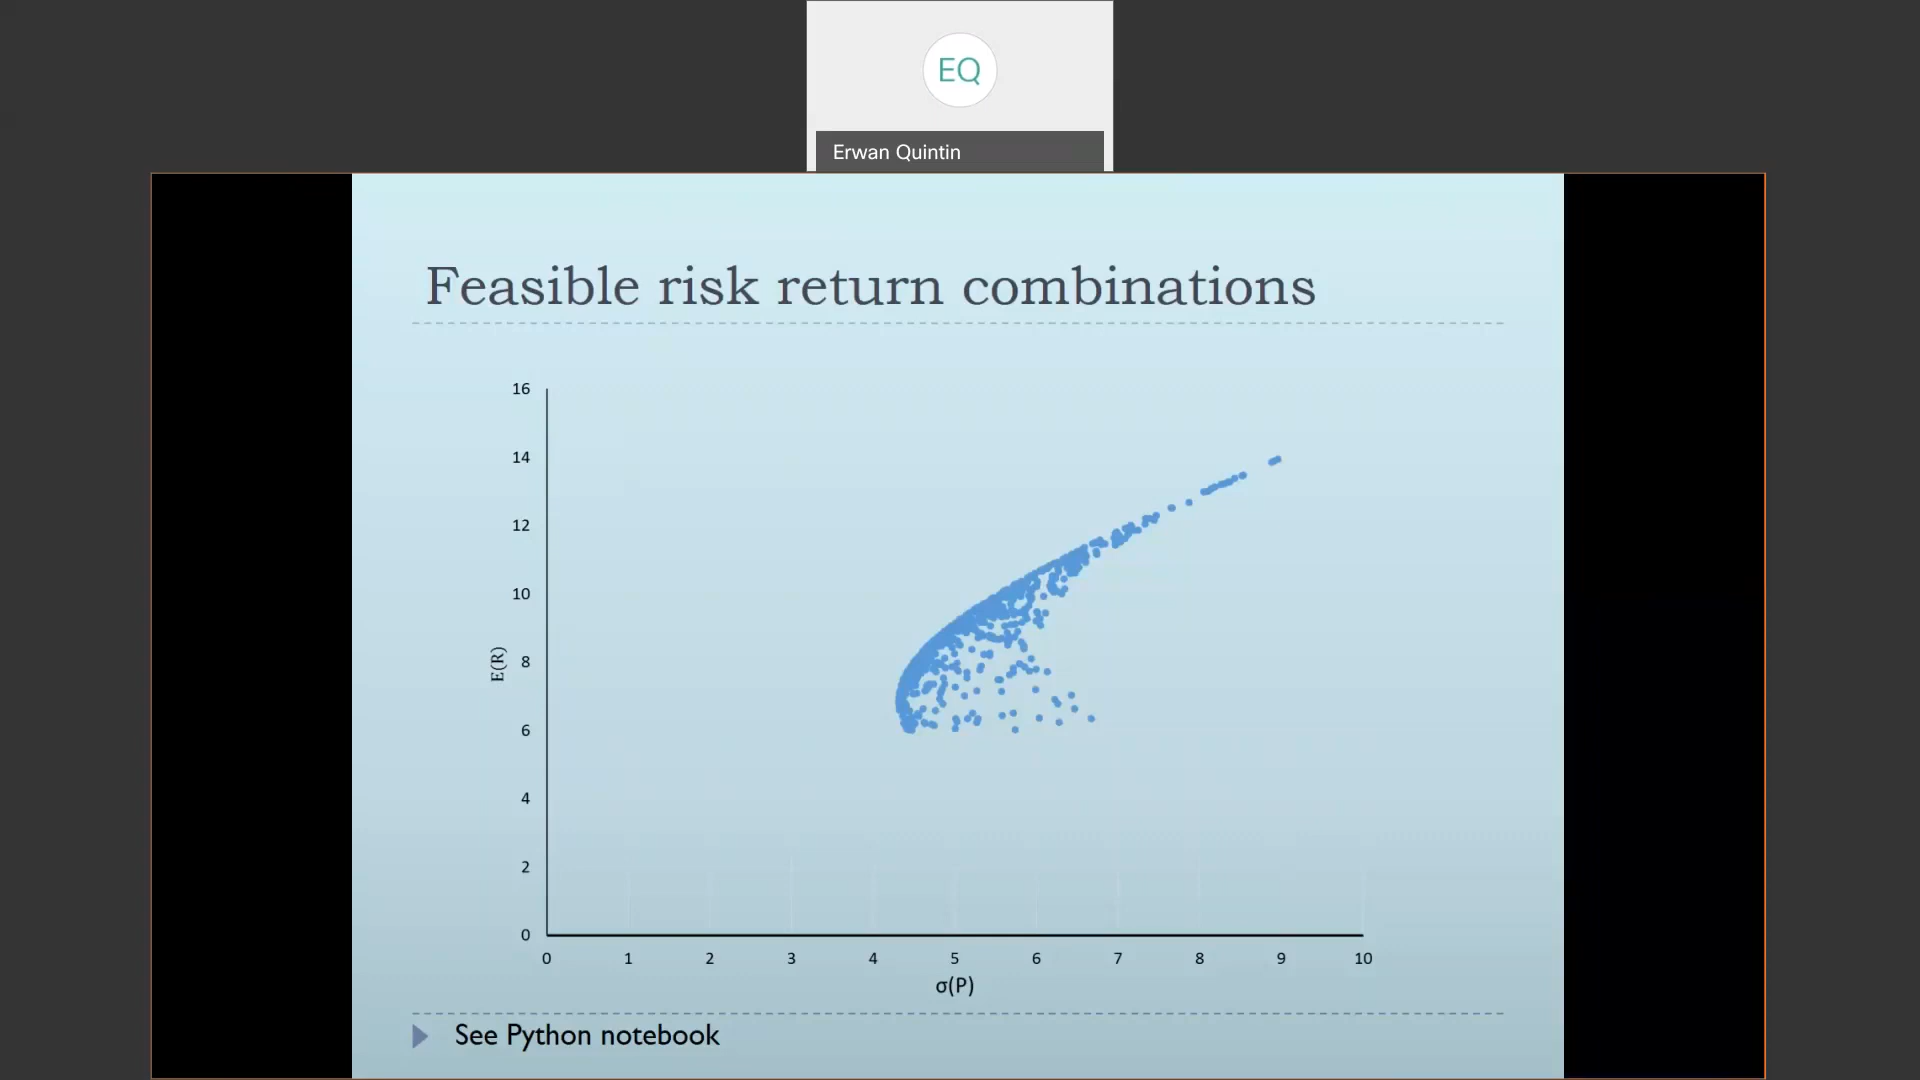 EQ
Erwan Quintin
Feasible risk return combinations
16
14
12
10
8
6
4
2
0
E(R)
0 1 2 3 4 5 6 7 8 9 10
σ(P)
See Python notebook